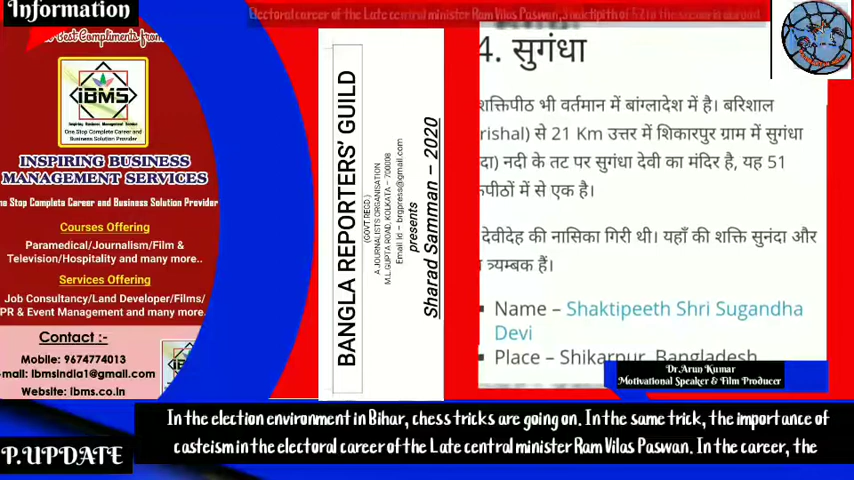 Information
Electoral career of the Late central minister Ram Vilas Paswan,
Best Compliments from
iBMS
Inspiring Business Management Services
One Stop Complete Career and
Business Solution Provider
INSPIRING BUSINESS
MANAGEMENT SERVICES
ne Stop Complete Career and Business Solution Provider
Courses Offering
Paramedical/Journalism/Film &
Television/Hospitality and many more..
Services Offering
Job Consultancy/Land Developer/Films/
PR & Event Management and many more.
Contact :-
Mobile: 9674774013
mail: ibmsindia1@gmail.com
Website: ibms.co.in
BANGLA REPORTERS' GUILD
(GOVT.REGD.)
A JOURNALISTS ORGANISATION
M.L.GUPTA ROAD, KOLKATA – 700008
Email Id – brgpress@gmail.com
presents
Sharad Samman – 2020
4. सुगंधा
शक्तिपीठ भी वर्तमान में बांग्लादेश में है। बरिशाल
rishal) से 21 Km उत्तर में शिकारपुर ग्राम में सुगंधा
दा) नदी के तट पर सुगंधा देवी का मंदिर है, यह 51
पीठों में से एक है।
देवीदेह की नासिका गिरी थी। यहाँ की शक्ति सुनंदा और
त्र्यम्बक हैं।
Name – Shaktipeeth Shri Sugandha
Devi
Place – Shikarpur, Bangladesh
Dr.Arun Kumar
Motivational Speaker & Film Producer
In the election environment in Bihar, chess tricks are going on. In the same trick, the importance of
casteism in the electoral career of the Late central minister Ram Vilas Paswan. In the career, the
P.UPDATE